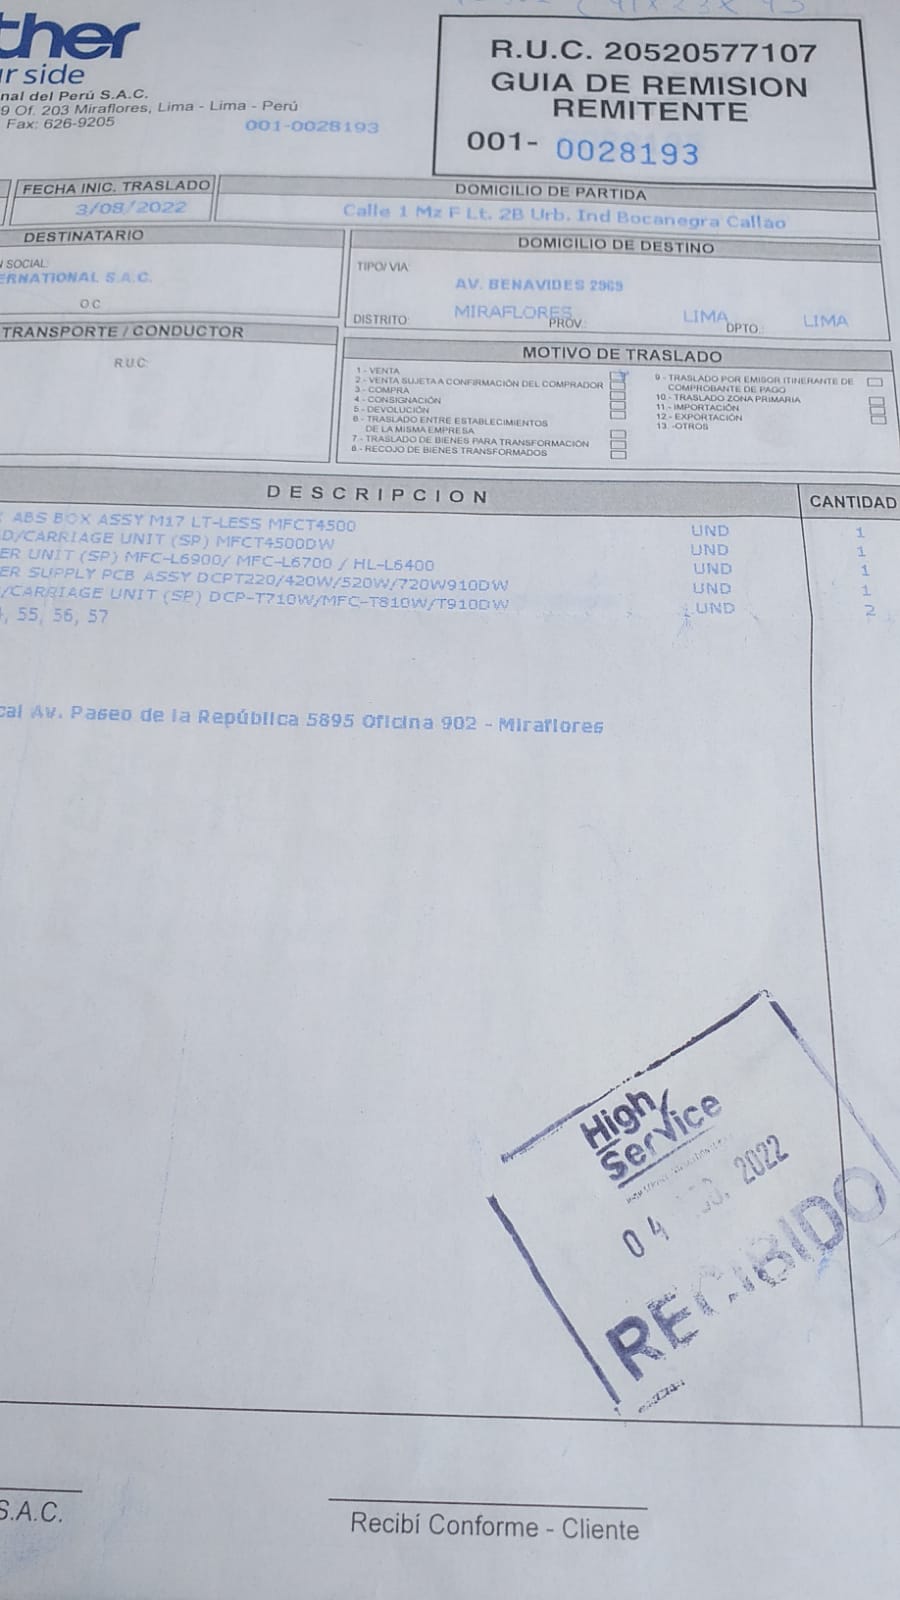 ther
r side
nal del Perú S.A.C.
9 Of. 203 Miraflores, Lima - Lima - Perú
Fax: 626-9205
001-0028193
R.U.C. 20520577107
GUIA DE REMISION
REMITENTE
001- 0028193
FECHA INIC. TRASLADO
3/08/2022
DOMICILIO DE PARTIDA
Calle 1 Mz F Lt. 2B Urb. Ind Bocanegra Callao
DESTINATARIO
N SOCIAL:
ERNATIONAL S.A.C.
O C
DOMICILIO DE DESTINO
TIPO/ VIA:
AV. BENAVIDES 2969
DISTRITO: MIRAFLORES PROV.: LIMA DPTO.: LIMA
TRANSPORTE / CONDUCTOR
R.U.C:
MOTIVO DE TRASLADO
1 - VENTA
2 - VENTA SUJETA A CONFIRMACIÓN DEL COMPRADOR
3 - COMPRA
4 - CONSIGNACIÓN
5 - DEVOLUCIÓN
6 - TRASLADO ENTRE ESTABLECIMIENTOS
DE LA MISMA EMPRESA
7 - TRASLADO DE BIENES PARA TRANSFORMACIÓN
8 - RECOJO DE BIENES TRANSFORMADOS
9 - TRASLADO POR EMISOR ITINERANTE DE
COMPROBANTE DE PAGO
10 - TRASLADO ZONA PRIMARIA
11 - IMPORTACIÓN
12 - EXPORTACIÓN
13 -OTROS
DESCRIPCION CANTIDAD
ABS BOX ASSY M17 LT-LESS MFCT4500 UND 1
D/CARRIAGE UNIT (SP) MFCT4500DW UND 1
ER UNIT (SP) MFC-L6900/ MFC-L6700 / HL-L6400 UND 1
ER SUPPLY PCB ASSY DCPT220/420W/520W/720W910DW UND 1
/CARRIAGE UNIT (SP) DCP-T710W/MFC-T810W/T910DW UND 2
, 55, 56, 57
cal Av. Paseo de la República 5895 Oficina 902 - Miraflores
High
Service
04 2022
RECIBIDO
S.A.C.
Recibí Conforme - Cliente